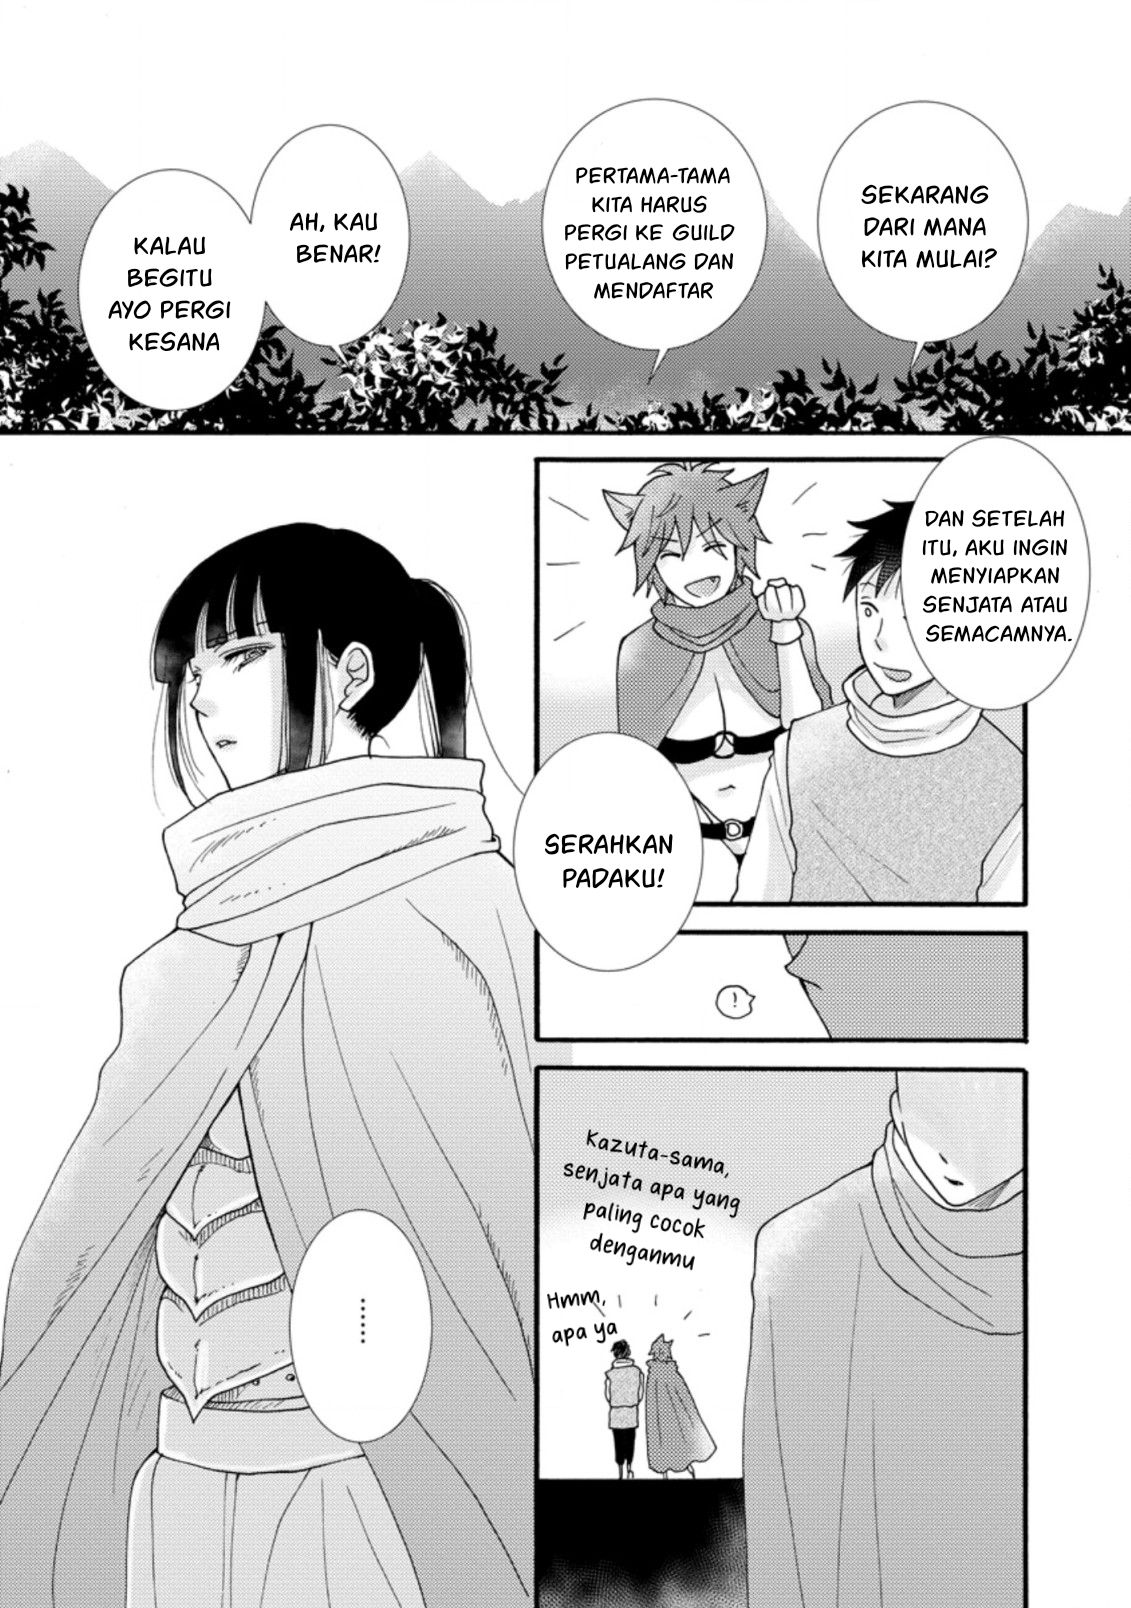 SEKARANG
DARI MANA
KITA MULAI?
PERTAMA-TAMA
KITA HARUS
PERGI KE GUILD
PETUALANG DAN
MENDAFTAR
AH, KAU
BENAR!
KALAU
BEGITU
AYO PERGI
KESANA
DAN SETELAH
ITU, AKU INGIN
MENYIAPKAN
SENJATA ATAU
SEMACAMNYA.
SERAHKAN
PADAKU!
!
Kazuta-sama,
senjata apa yang
paling cocok
denganmu
Hmm,
apa ya
......